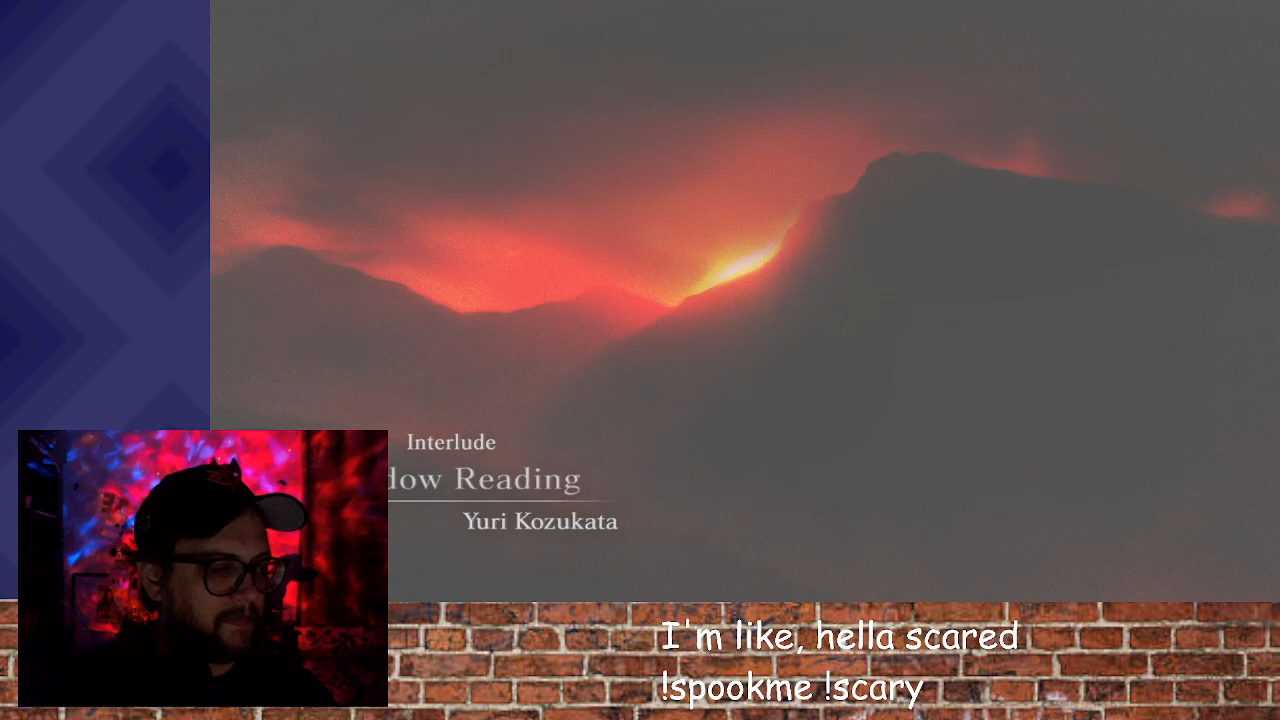 Interlude
dow Reading
Yuri Kozukata
I'm like, hella scared
!spookme !scary